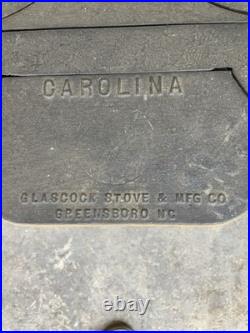 CAROLINA
GLASCOCK STOVE & MFG CO
GREENSBORO NC